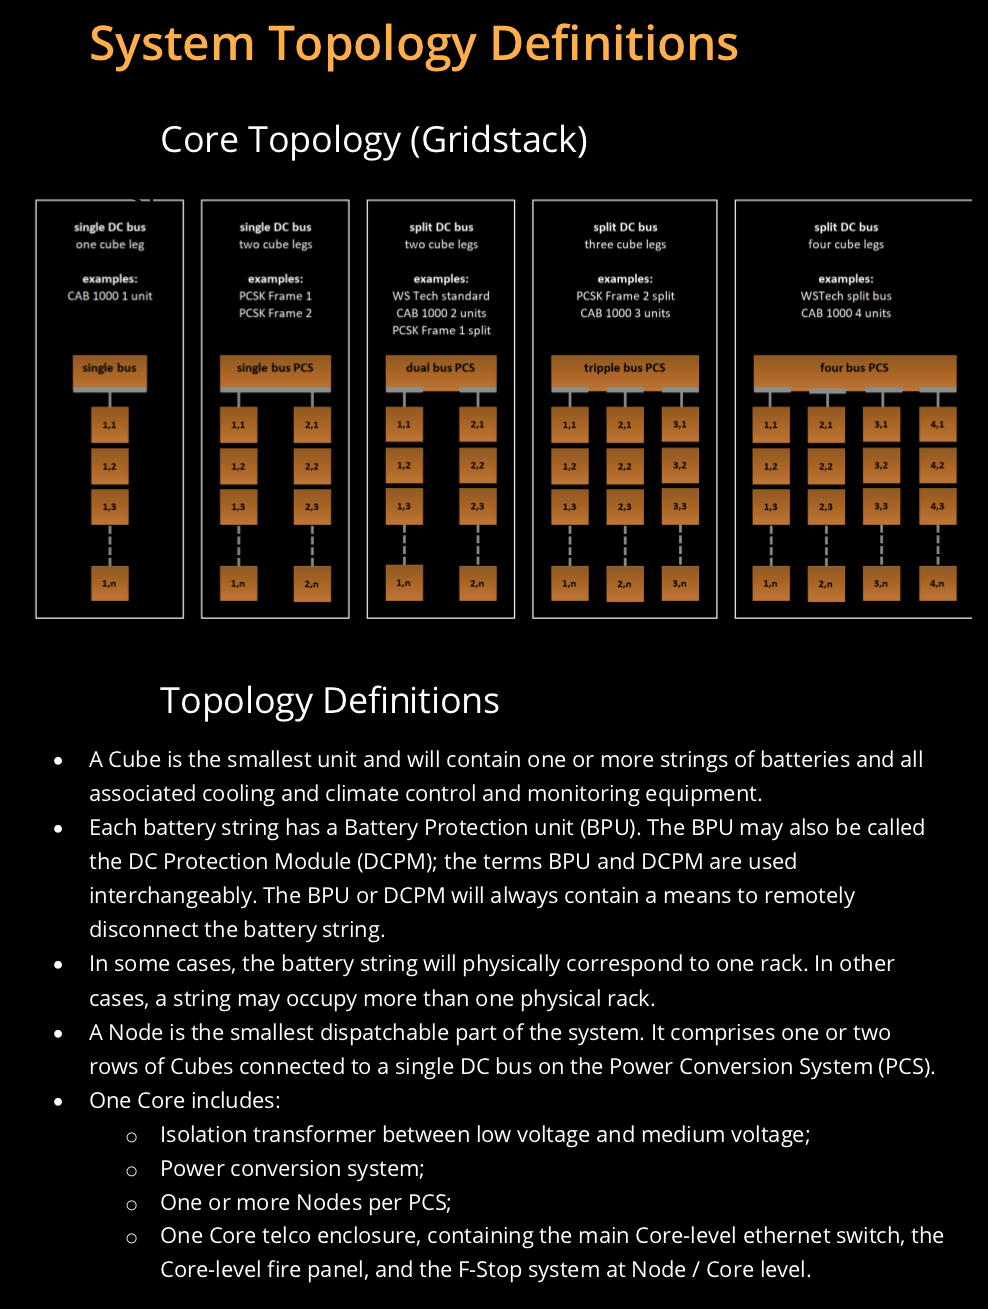 System Topology Definitions
Core Topology (Gridstack)
single DC bus
one cube leg
examples:
CAB 1000 1 unit
single bus
1,1
1,2
1,3
1,n
single DC bus
two cube legs
examples:
PCSK Frame 1
PCSK Frame 2
single bus PCS
1,1 2,1
1,2 2,2
1,3 2,3
1,n 2,n
split DC bus
two cube legs
examples:
WS Tech standard
CAB 1000 2 units
PCSK Frame 1 split
dual bus PCS
1,1 2,1
1,2 2,2
1,3 2,3
1,n 2,n
split DC bus
three cube legs
examples:
PCSK Frame 2 split
CAB 1000 3 units
tripple bus PCS
1,1 2,1 3,1
1,2 2,2 3,2
1,3 2,3 3,3
1,n 2,n 3,n
split DC bus
four cube legs
examples:
WSTech split bus
CAB 1000 4 units
four bus PCS
1,1 2,1 3,1 4,1
1,2 2,2 3,2 4,2
1,3 2,3 3,3 4,3
1,n 2,n 3,n 4,n
Topology Definitions
• A Cube is the smallest unit and will contain one or more strings of batteries and all
associated cooling and climate control and monitoring equipment.
• Each battery string has a Battery Protection unit (BPU). The BPU may also be called
the DC Protection Module (DCPM); the terms BPU and DCPM are used
interchangeably. The BPU or DCPM will always contain a means to remotely
disconnect the battery string.
• In some cases, the battery string will physically correspond to one rack. In other
cases, a string may occupy more than one physical rack.
• A Node is the smallest dispatchable part of the system. It comprises one or two
rows of Cubes connected to a single DC bus on the Power Conversion System (PCS).
• One Core includes:
○ Isolation transformer between low voltage and medium voltage;
○ Power conversion system;
○ One or more Nodes per PCS;
○ One Core telco enclosure, containing the main Core-level ethernet switch, the
Core-level fire panel, and the F-Stop system at Node / Core level.